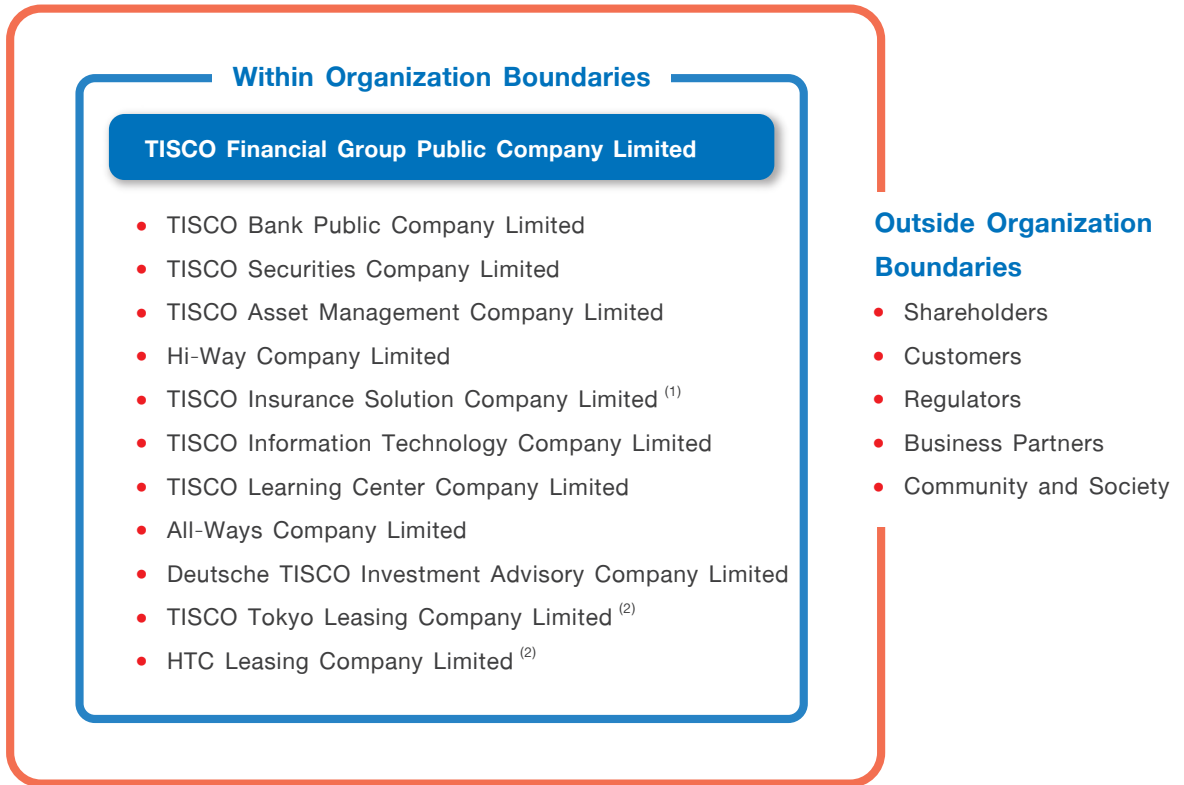 Within Organization Boundaries
TISCO Financial Group Public Company Limited
• TISCO Bank Public Company Limited
• TISCO Securities Company Limited
• TISCO Asset Management Company Limited
• Hi-Way Company Limited
• TISCO Insurance Solution Company Limited (1)
• TISCO Information Technology Company Limited
• TISCO Learning Center Company Limited
• All-Ways Company Limited
• Deutsche TISCO Investment Advisory Company Limited
• TISCO Tokyo Leasing Company Limited (2)
• HTC Leasing Company Limited (2)
Outside Organization
Boundaries
• Shareholders
• Customers
• Regulators
• Business Partners
• Community and Society